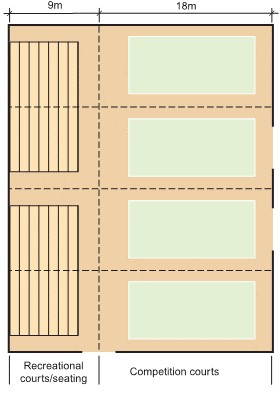 9m
18m
Recreational
courts/seating
Competition courts